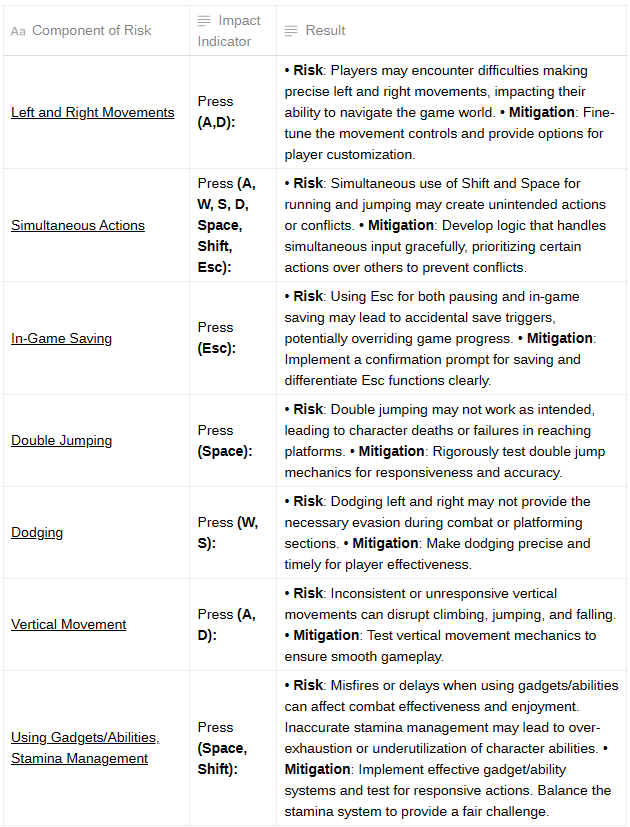 Aa Component of Risk
Impact
Indicator
Result
Left and Right Movements
Press
(A,D):
• Risk: Players may encounter difficulties making
precise left and right movements, impacting their
ability to navigate the game world. • Mitigation: Fine-
tune the movement controls and provide options for
player customization.
Simultaneous Actions
Press (A,
W, S, D,
Space,
Shift,
Esc):
• Risk: Simultaneous use of Shift and Space for
running and jumping may create unintended actions
or conflicts. • Mitigation: Develop logic that handles
simultaneous input gracefully, prioritizing certain
actions over others to prevent conflicts.
In-Game Saving
Press
(Esc):
• Risk: Using Esc for both pausing and in-game
saving may lead to accidental save triggers,
potentially overriding game progress. • Mitigation:
Implement a confirmation prompt for saving and
differentiate Esc functions clearly.
Double Jumping
Press
(Space):
• Risk: Double jumping may not work as intended,
leading to character deaths or failures in reaching
platforms. • Mitigation: Rigorously test double jump
mechanics for responsiveness and accuracy.
Dodging
Press (W,
S):
• Risk: Dodging left and right may not provide the
necessary evasion during combat or platforming
sections. • Mitigation: Make dodging precise and
timely for player effectiveness.
Vertical Movement
Press (A,
D):
• Risk: Inconsistent or unresponsive vertical
movements can disrupt climbing, jumping, and falling.
• Mitigation: Test vertical movement mechanics to
ensure smooth gameplay.
Using Gadgets/Abilities,
Stamina Management
Press
(Space,
Shift):
• Risk: Misfires or delays when using gadgets/abilities
can affect combat effectiveness and enjoyment.
Inaccurate stamina management may lead to over-
exhaustion or underutilization of character abilities. •
Mitigation: Implement effective gadget/ability
systems and test for responsive actions. Balance the
stamina system to provide a fair challenge.